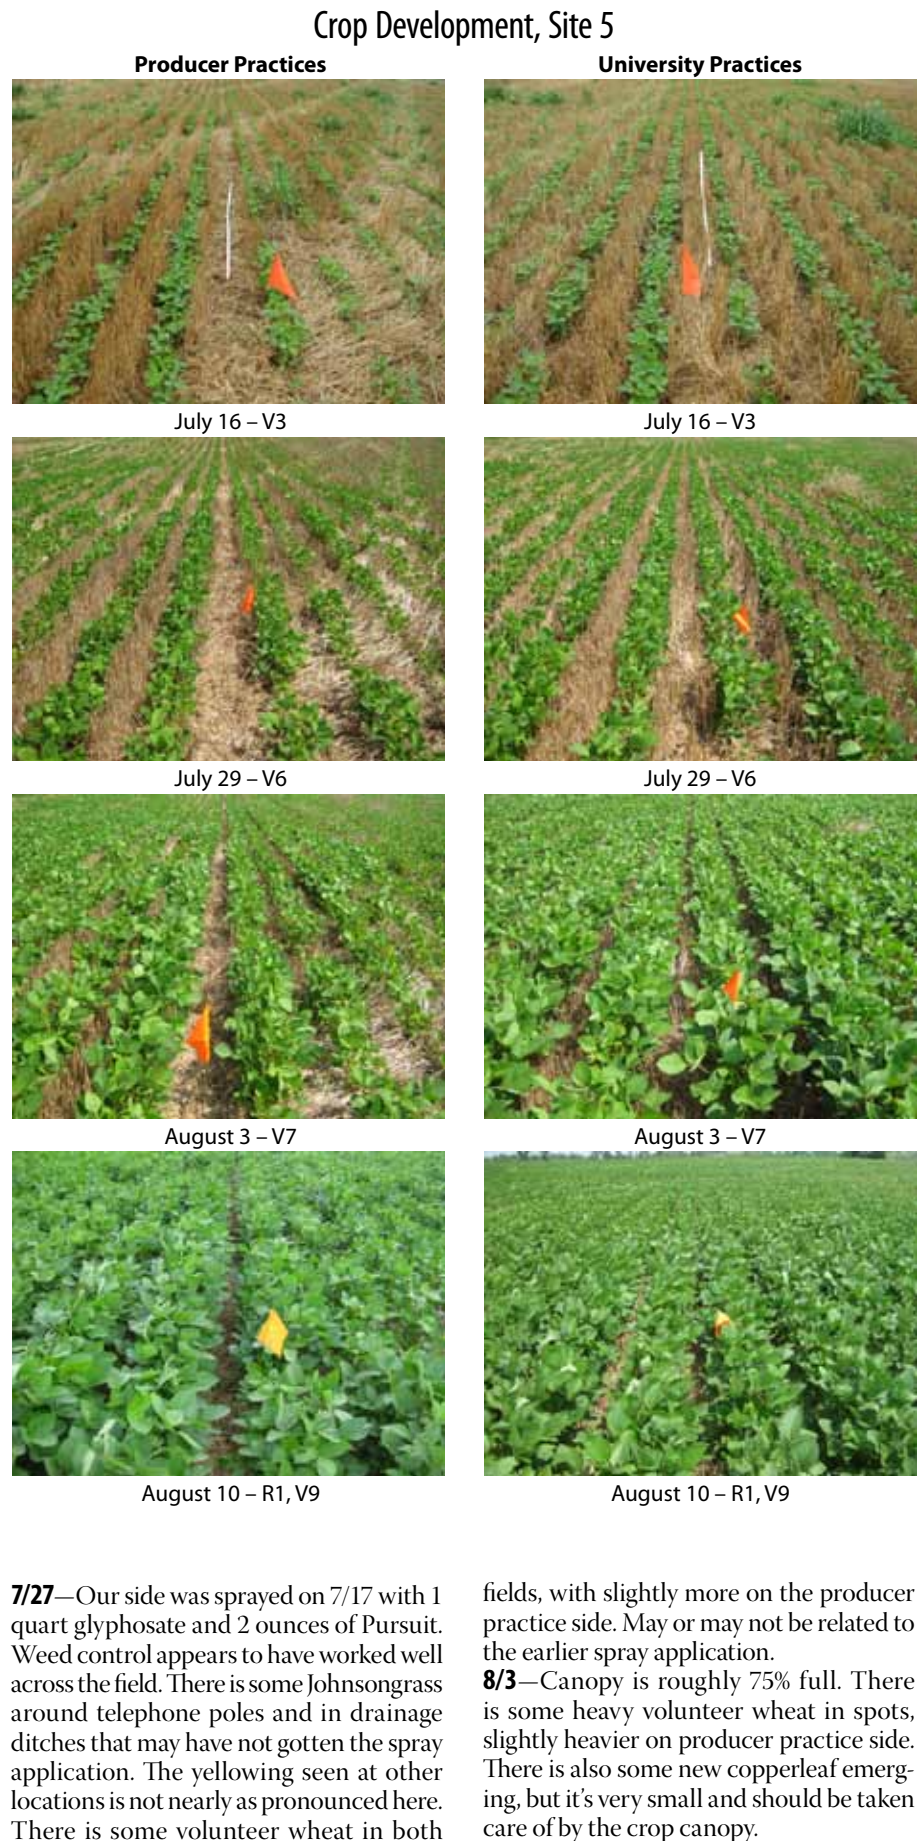 Crop Development, Site 5
Producer Practices
University Practices
July 16 – V3
July 16 – V3
July 29 – V6
July 29 – V6
August 3 – V7
August 3 – V7
August 10 – R1, V9
August 10 – R1, V9
7/27—Our side was sprayed on 7/17 with 1
quart glyphosate and 2 ounces of Pursuit.
Weed control appears to have worked well
across the field. There is some Johnsongrass
around telephone poles and in drainage
ditches that may have not gotten the spray
application. The yellowing seen at other
locations is not nearly as pronounced here.
There is some volunteer wheat in both
fields, with slightly more on the producer
practice side. May or may not be related to
the earlier spray application.
8/3—Canopy is roughly 75% full. There
is some heavy volunteer wheat in spots,
slightly heavier on producer practice side.
There is also some new copperleaf emerg-
ing, but it's very small and should be taken
care of by the crop canopy.